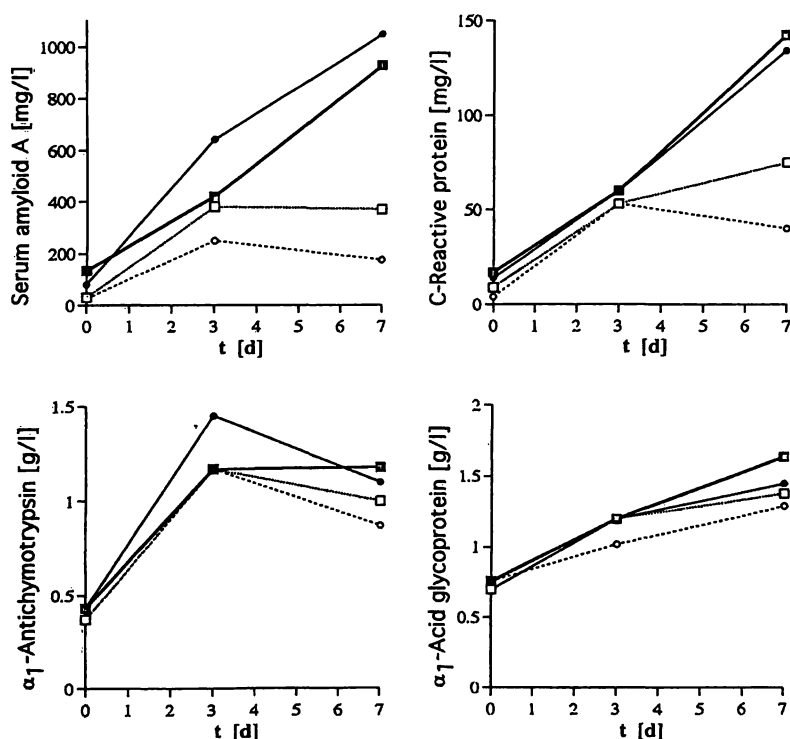 Serum amyloid A [mg/l]
1000
800
600
400
200
0
0 1 2 3 4 5 6 7
t [d]
C-Reactive protein [mg/l]
150
100
50
0
0 1 2 3 4 5 6 7
t [d]
α1-Antichymotrypsin [g/l]
1.5
1
0.5
0
0 1 2 3 4 5 6 7
t [d]
α1-Acid glycoprotein [g/l]
2
1.5
1
0.5
0
0 1 2 3 4 5 6 7
t [d]